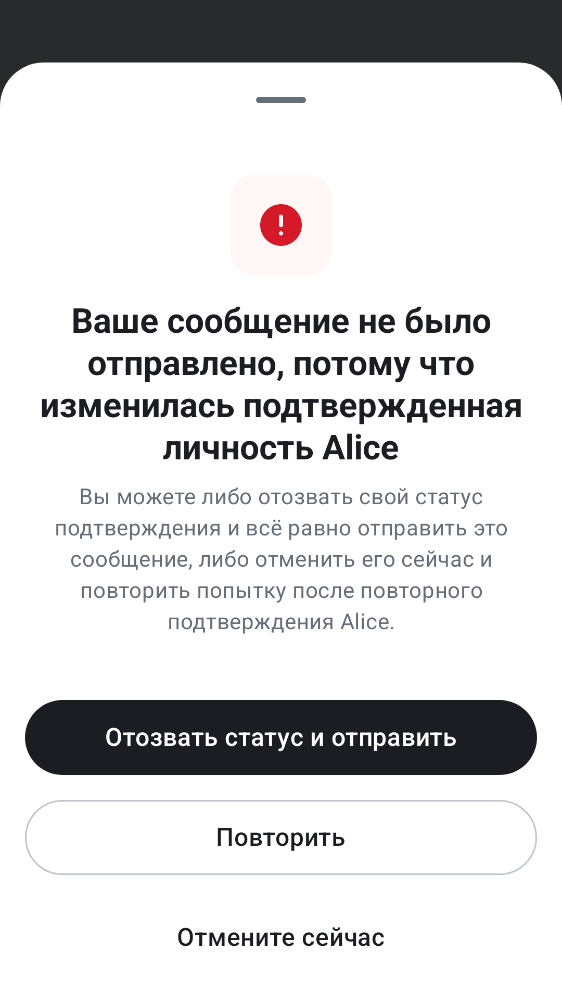 Ваше сообщение не было
отправлено, потому что
изменилась подтвержденная
личность Alice
Вы можете либо отозвать свой статус
подтверждения и всё равно отправить это
сообщение, либо отменить его сейчас и
повторить попытку после повторного
подтверждения Alice.
Отозвать статус и отправить
Повторить
Отмените сейчас